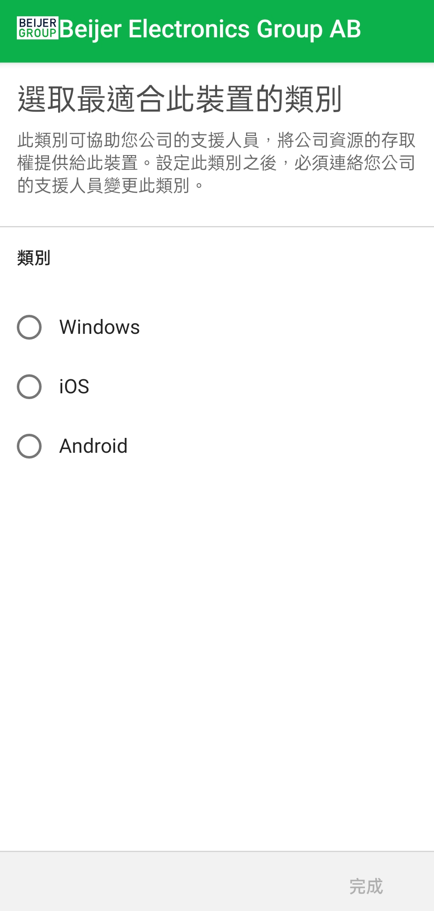 BEIJER
GROUP
Beijer Electronics Group AB
選取最適合此裝置的類別
此類別可協助您公司的支援人員，將公司資源的存取
權提供給此裝置。設定此類別之後，必須連絡您公司
的支援人員變更此類別。
類別
Windows
iOS
Android
完成